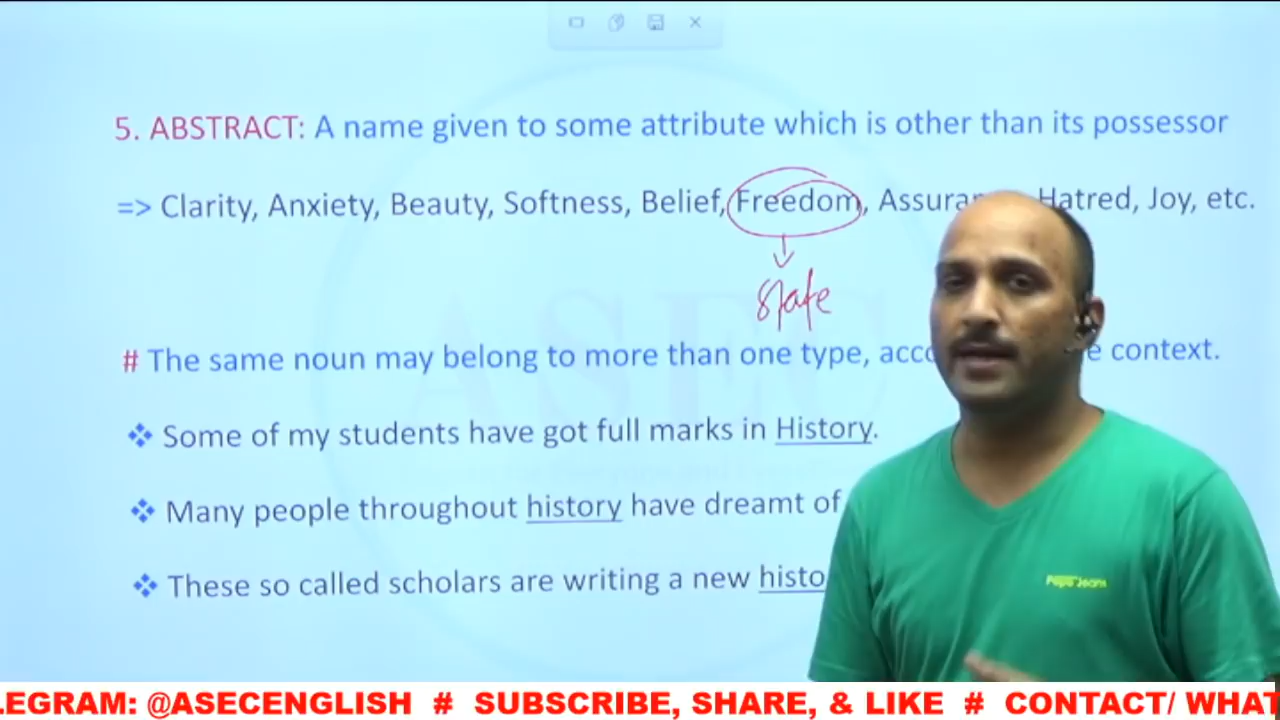 5. ABSTRACT: A name given to some attribute which is other than its possessor
=> Clarity, Anxiety, Beauty, Softness, Belief, Freedom, Hatred, Joy, etc.
state
ASEC
# The same noun may belong to more than one type, context.
❖ Some of my students have got full marks in History.
❖ Many people throughout history have dreamt of
❖ These so called scholars are writing a new
@ASECENGLISH # SUBSCRIBE, SHARE, & LIKE # CONTACT/